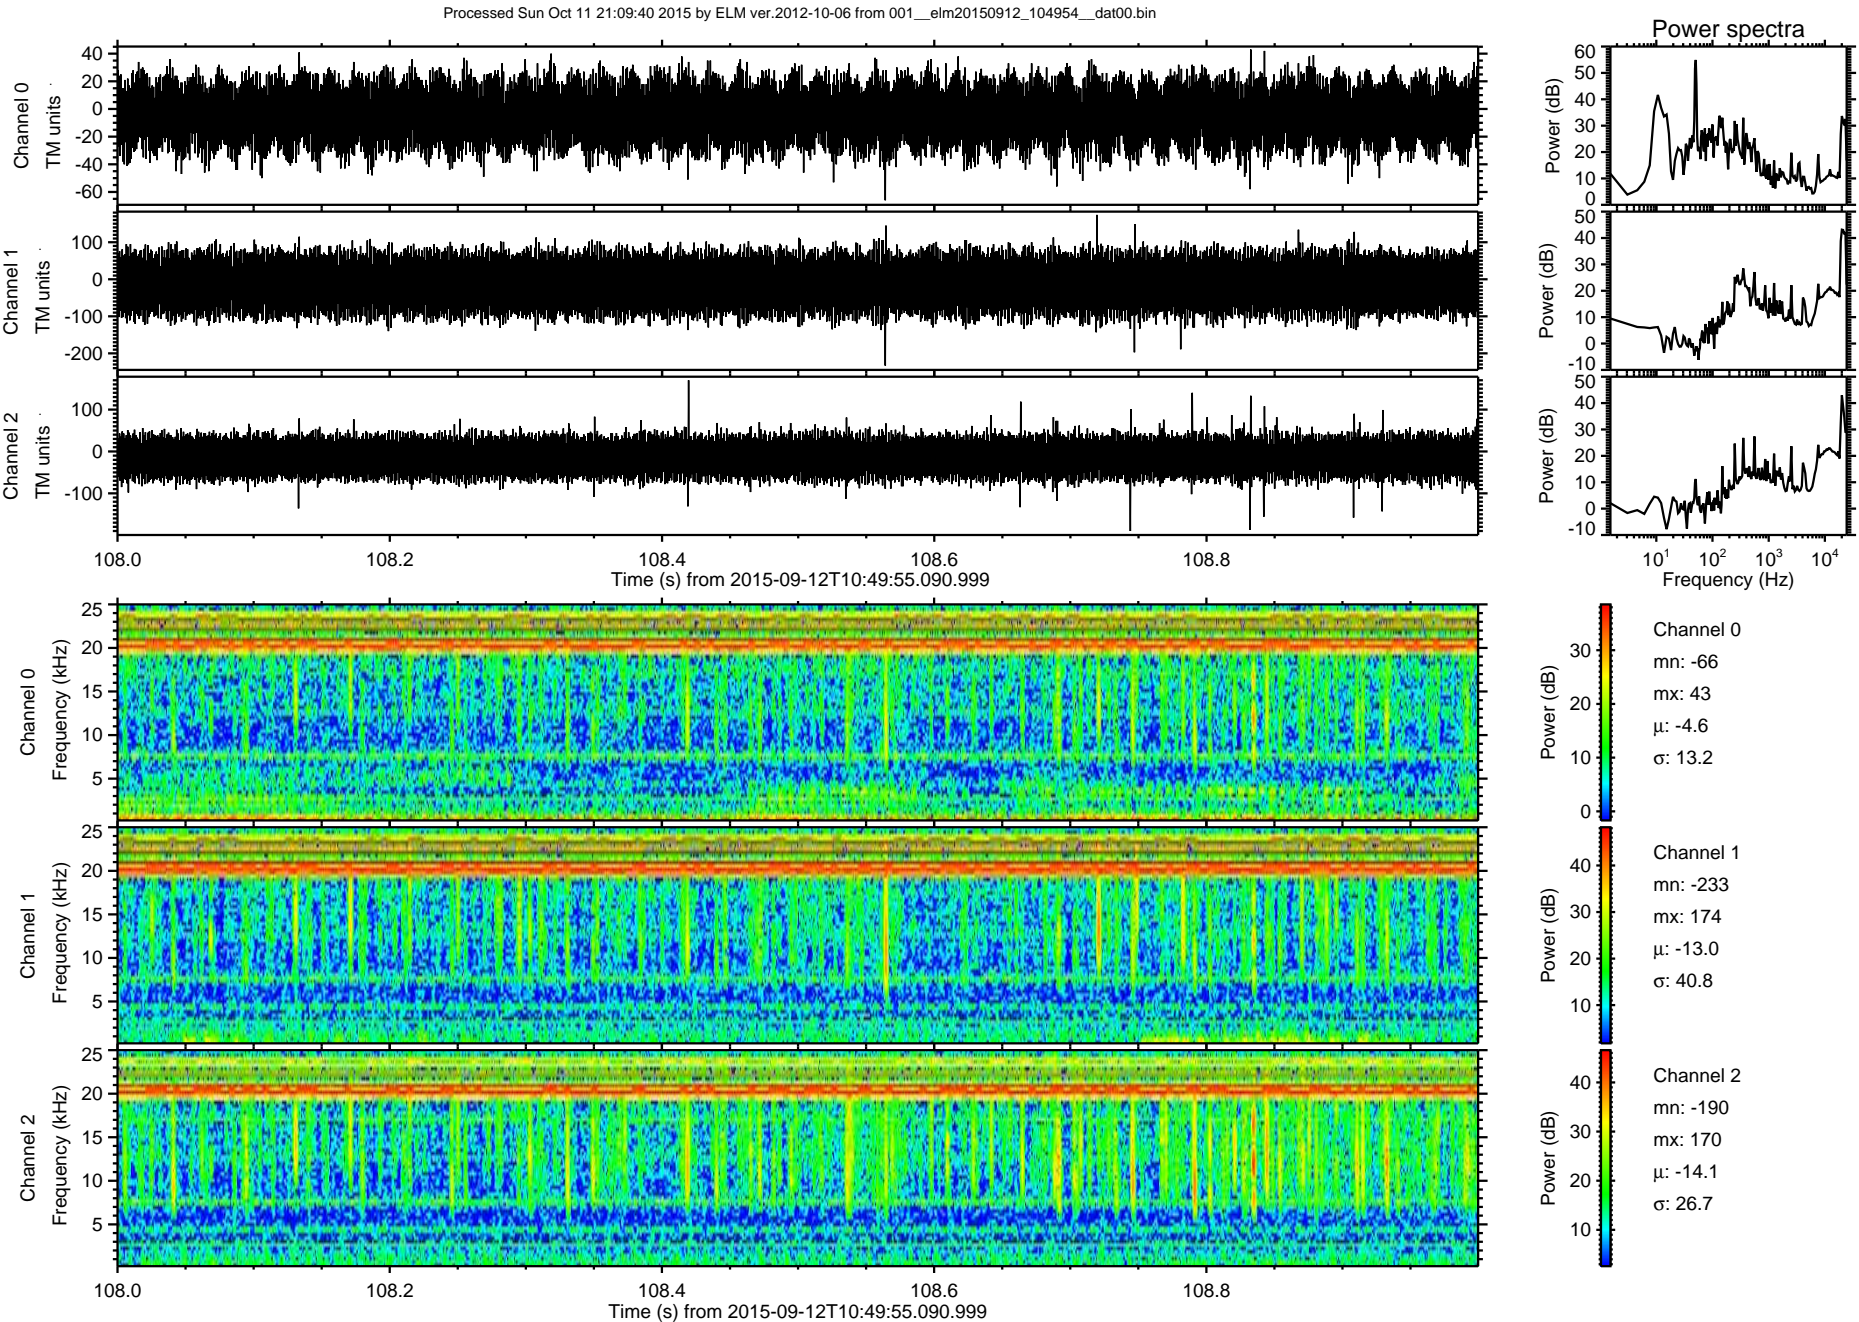 Processed Sun Oct 11 21:09:40 2015 by ELM ver.2012-10-06 from 001__elm20150912_104954__dat00.bin
Power spectra
Channel 0
TM units
40
20
0
-20
-40
-60
Power (dB)
60
50
40
30
20
10
0
Channel 1
TM units
100
0
-100
-200
Power (dB)
50
40
30
20
10
0
-10
Channel 2
TM units
100
0
-100
Power (dB)
50
40
30
20
10
0
-10
108.0 108.2 108.4 108.6 108.8
Time (s) from 2015-09-12T10:49:55.090.999
10¹ 10² 10³ 10⁴
Frequency (Hz)
Channel 0
Frequency (kHz)
25
20
15
10
5
Power (dB)
30
20
10
0
Channel 0
mn: -66
mx: 43
μ: -4.6
σ: 13.2
Channel 1
Frequency (kHz)
25
20
15
10
5
Power (dB)
40
30
20
10
Channel 1
mn: -233
mx: 174
μ: -13.0
σ: 40.8
Channel 2
Frequency (kHz)
25
20
15
10
5
Power (dB)
40
30
20
10
Channel 2
mn: -190
mx: 170
μ: -14.1
σ: 26.7
108.0 108.2 108.4 108.6 108.8
Time (s) from 2015-09-12T10:49:55.090.999